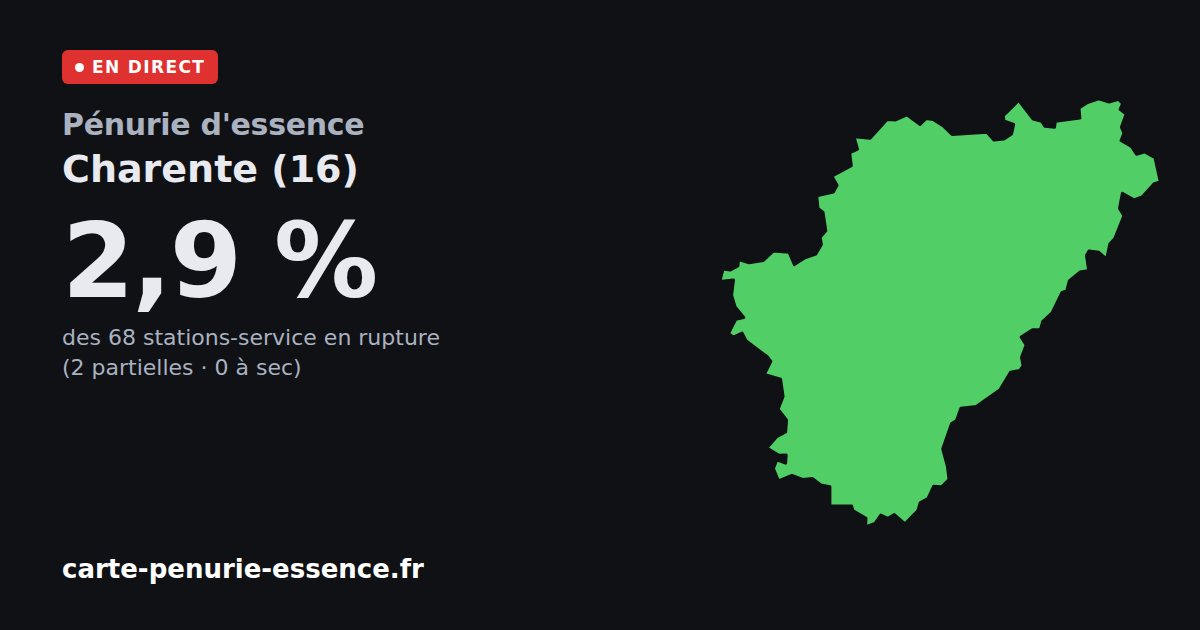 EN DIRECT
Pénurie d'essence
Charente (16)
2,9 %
des 68 stations-service en rupture
(2 partielles · 0 à sec)
carte-penurie-essence.fr